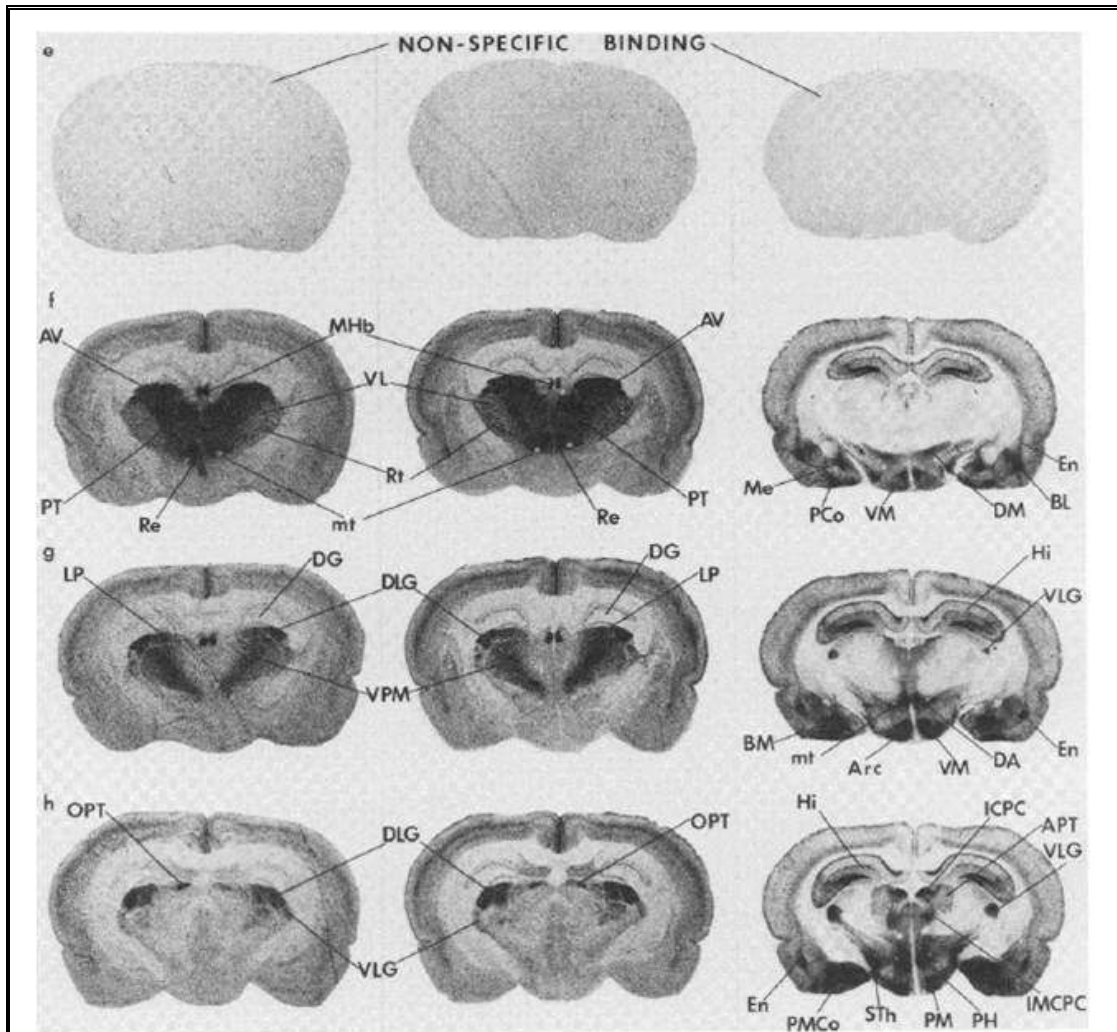 e
NON-SPECIFIC BINDING
f
AV MHb AV
VL
Rt
PT Re mt Re PT
Me PCo VM DM BL En
g
LP DG DLG DG LP
Hi VLG
VPM
BM mt Arc VM DA En
h
OPT DLG OPT
Hi ICPC APT VLG
VLG
En PMCo STh PM PH IMCPC